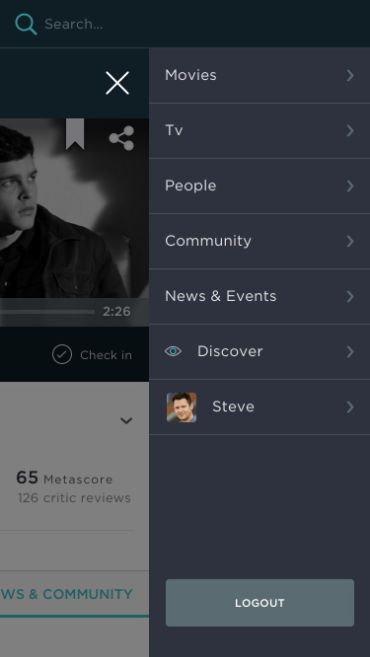 Search...
Movies
Tv
People
Community
News & Events
Discover
Steve
LOGOUT
2:26
Check in
65 Metascore
126 critic reviews
WS & COMMUNITY